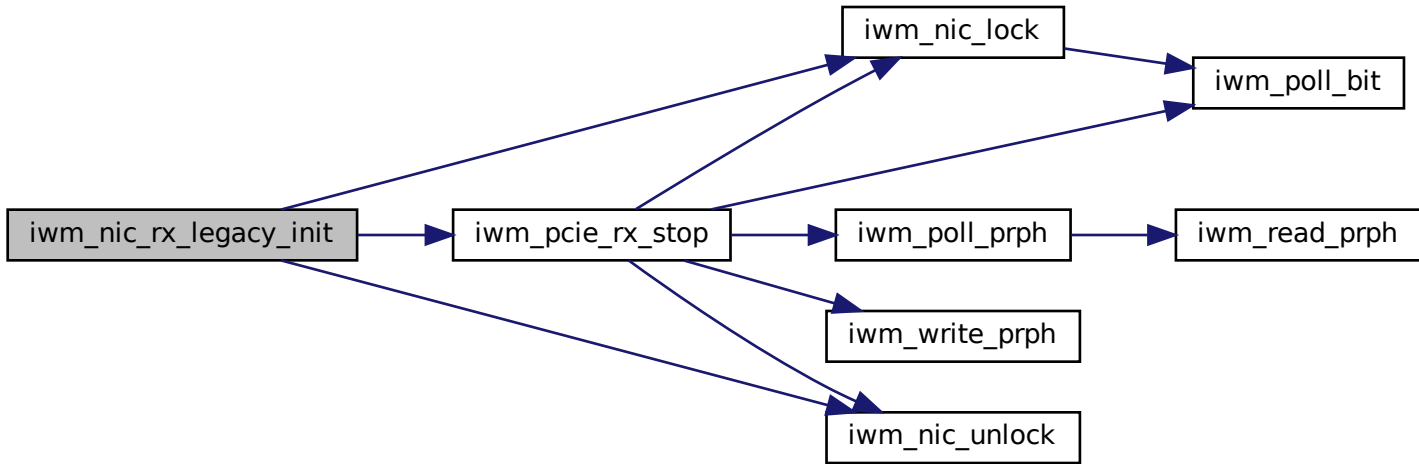 iwm_nic_lock
iwm_poll_bit
iwm_nic_rx_legacy_init
iwm_pcie_rx_stop
iwm_poll_prph
iwm_read_prph
iwm_write_prph
iwm_nic_unlock